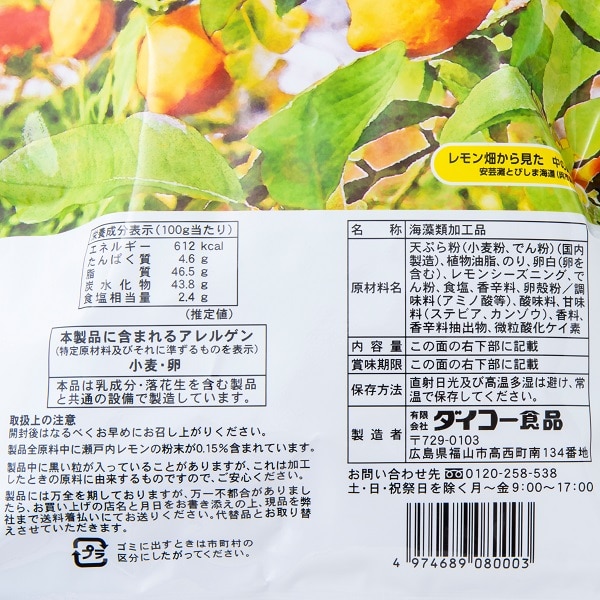 レモン畑から見た 中の
安芸灘とびしま海道
栄養成分表示(100g当たり)
エネルギー 612 kcal
たんぱく質 4.6 g
脂質 46.5 g
炭水化物 43.8 g
食塩相当量 2.4 g
(推定値)
本製品に含まれるアレルゲン
(特定原材料及びそれに準ずるものを表示)
小麦・卵
本品は乳成分・落花生を含む製品
と共通の設備で製造しています。
取扱上の注意
開封後はなるべくお早めにお召し上がりください。
製品全原料中に瀬戸内レモンの粉末が0.15%含まれています。
製品中に黒い粒が入っていることがありますが、これは加工
したときの原料に由来するものですので、ご安心ください。
製品には万全を期しておりますが、万一不都合がありまし
たら、お買い上げの店名と月日をお書き添えの上、現品を弊
社まで送料着払いにてお送りください。代替品とお取り替
えさせていただきます。
プラ
ゴミに出すときは市町村の
区分にしたがってください。
名称 海藻類加工品
原材料名 天ぷら粉(小麦粉、でん粉)(国内
製造)、植物油脂、のり、卵白(卵を
含む)、レモンシーズニング、で
ん粉、食塩、香辛料、卵殻粉／調
味料(アミノ酸等)、酸味料、甘味
料(ステビア、カンゾウ)、香料、
香辛料抽出物、微粒酸化ケイ素
内容量 この面の右下部に記載
賞味期限 この面の右下部に記載
保存方法 直射日光及び高温多湿は避け、常
温で保存してください。
製造者 有限会社 ダイコー食品
〒729-0103
広島県福山市高西町南134番地
お問い合わせ先 0120-258-538
土・日・祝祭日を除く月〜金9:00〜17:00
4 974689 080003